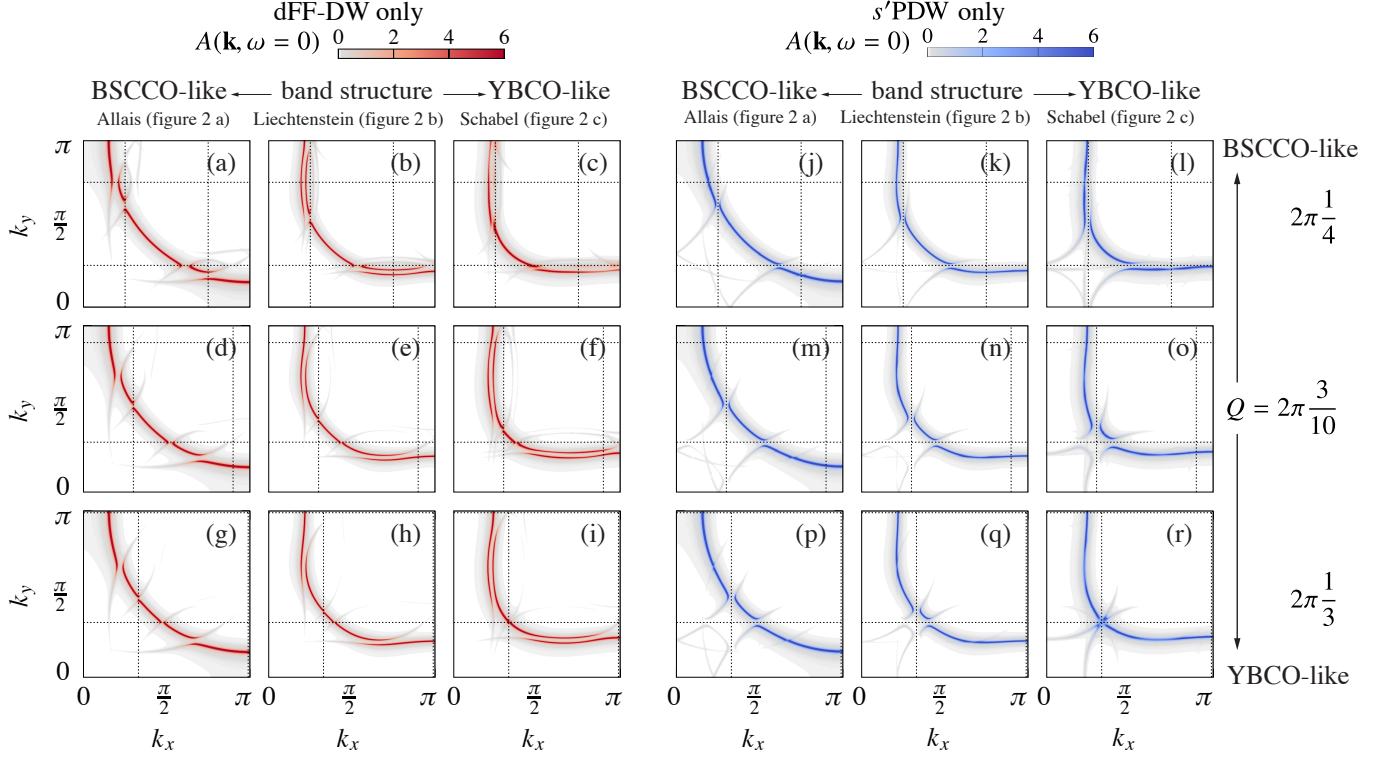 dFF-DW only
A(k, ω = 0) 0 2 4 6
BSCCO-like ← band structure → YBCO-like
Allais (figure 2 a) Liechtenstein (figure 2 b) Schabel (figure 2 c)
s′PDW only
A(k, ω = 0) 0 2 4 6
BSCCO-like ← band structure → YBCO-like
Allais (figure 2 a) Liechtenstein (figure 2 b) Schabel (figure 2 c)
π (a) (b) (c) (j) (k) (l) BSCCO-like
k_y π/2 2π 1/4
0
π (d) (e) (f) (m) (n) (o)
k_y π/2 Q = 2π 3/10
0
π (g) (h) (i) (p) (q) (r)
k_y π/2 2π 1/3
0 YBCO-like
0 π/2 π 0 π/2 π 0 π/2 π 0 π/2 π
k_x k_x k_x k_x k_x k_x